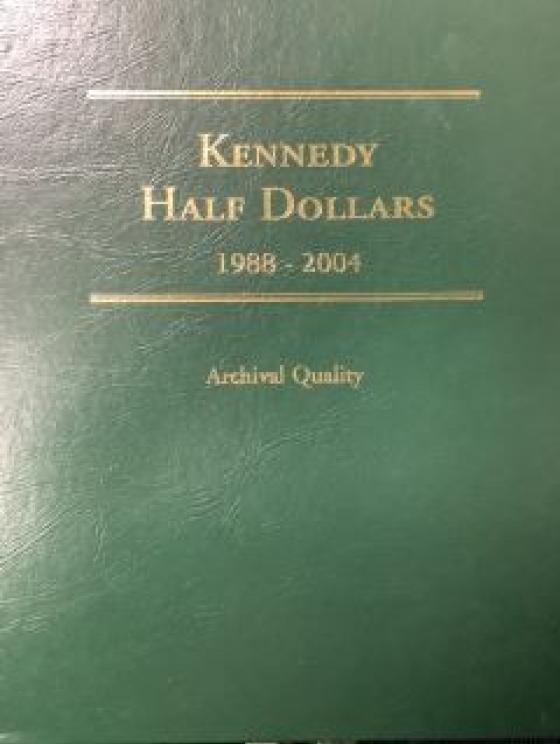 Kennedy
Half Dollars
1988 - 2004
Archival Quality